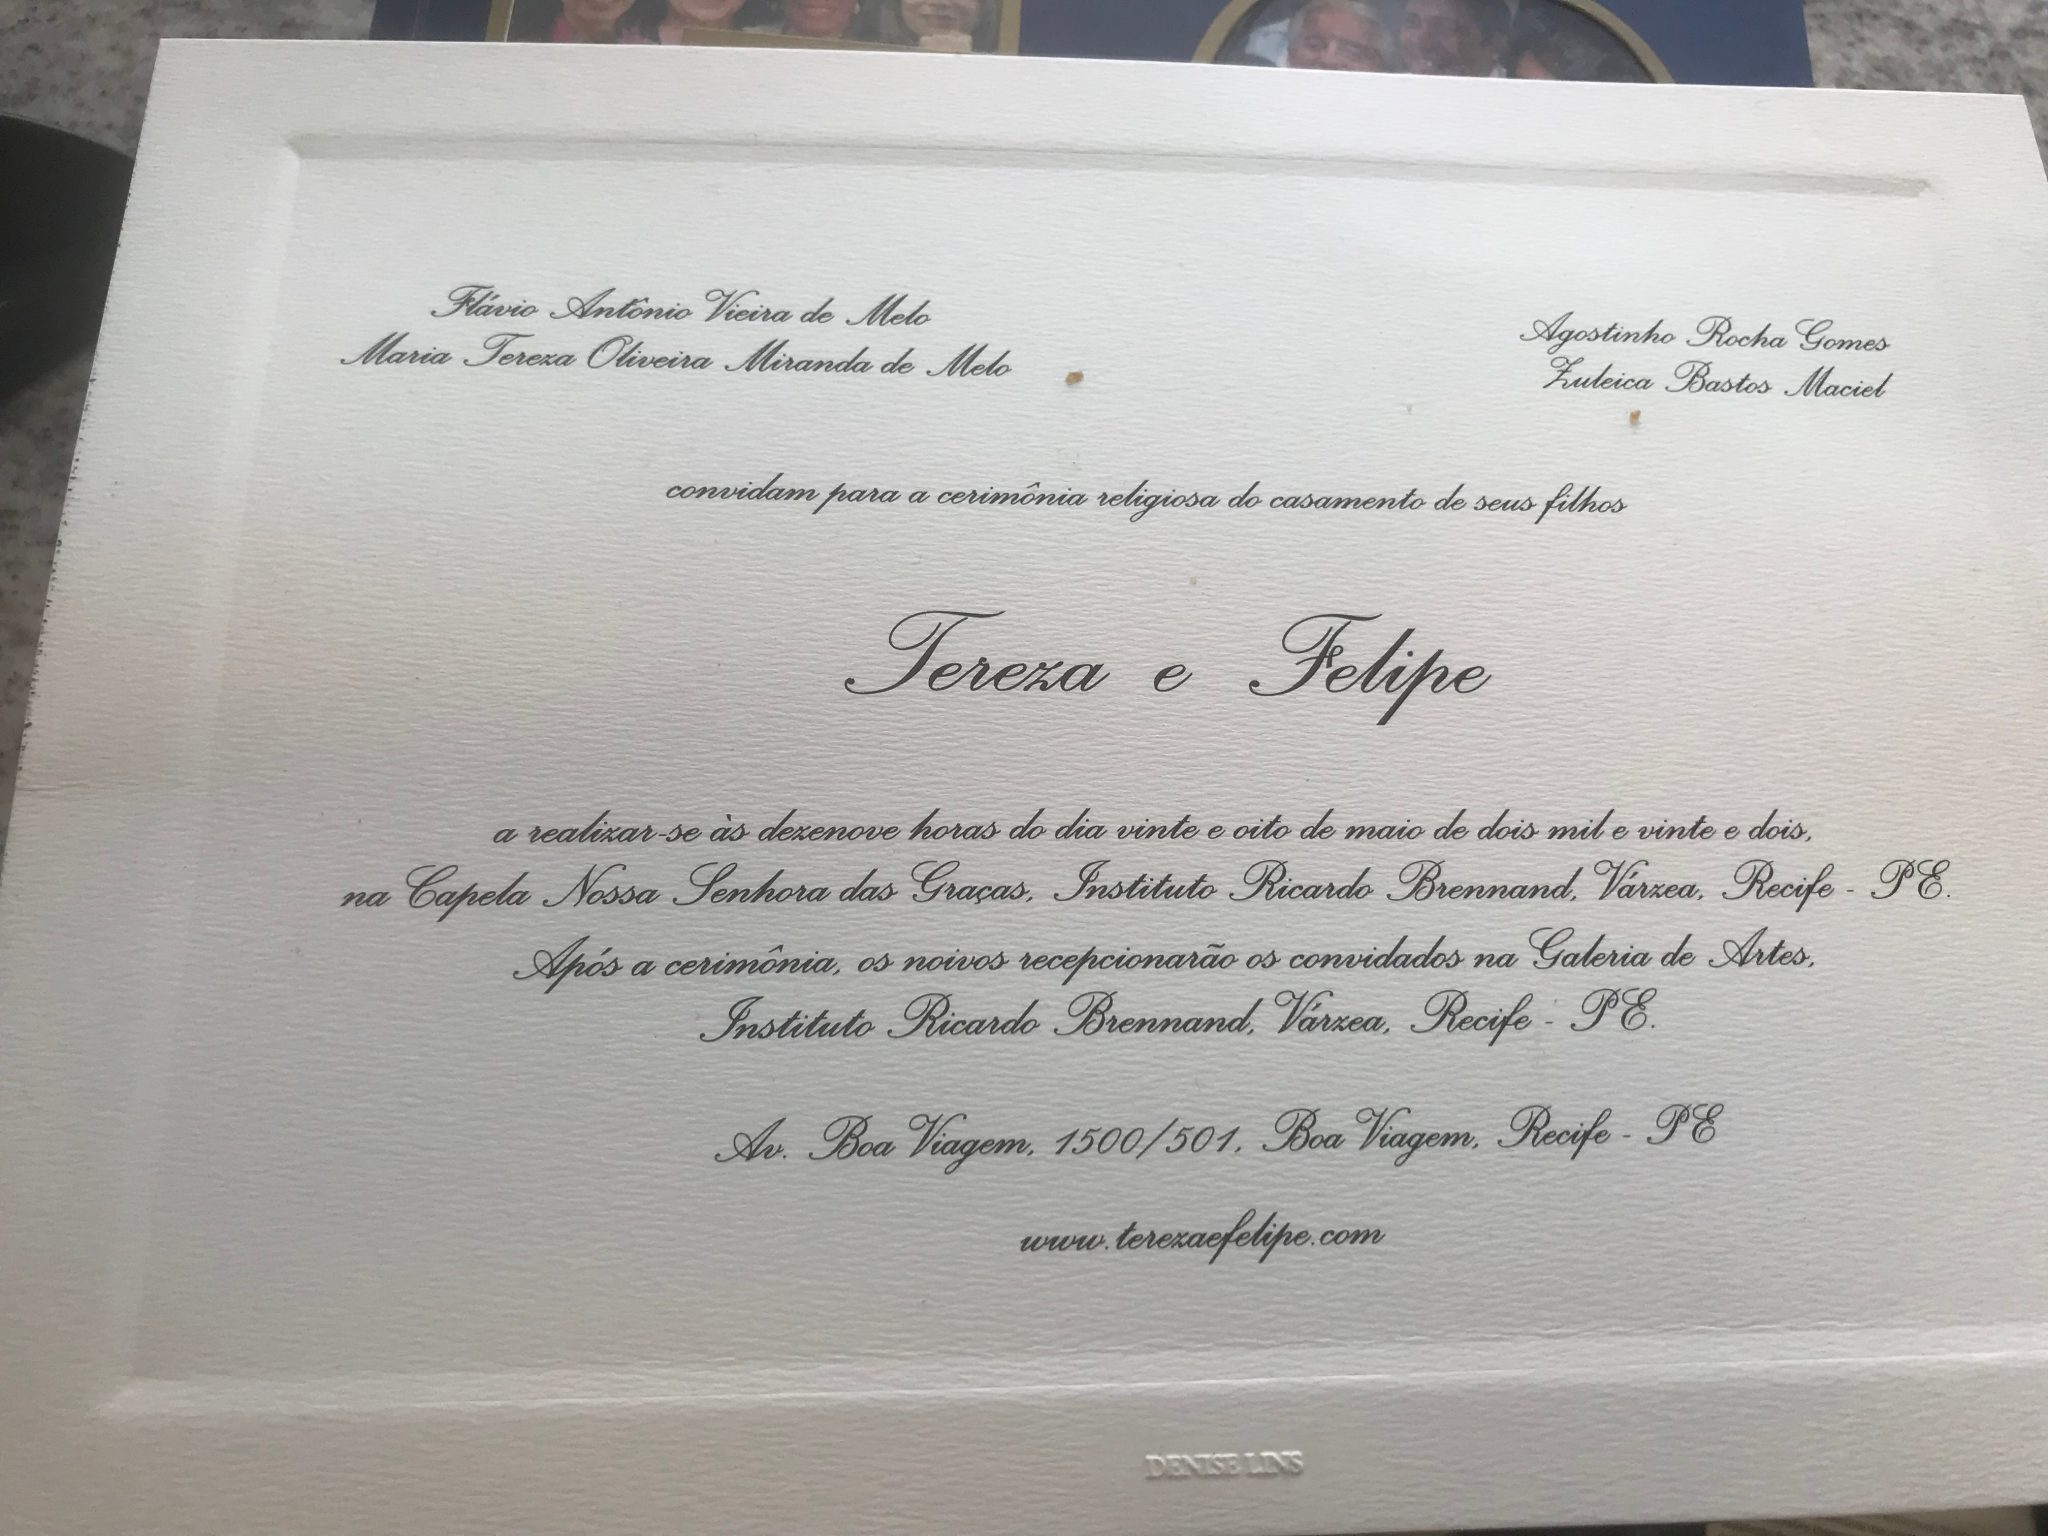 Flávio Antônio Vieira de Melo
Maria Tereza Oliveira Miranda de Melo
Agostinho Rocha Gomes
Zuleica Bastos Maciel
convidam para a cerimônia religiosa do casamento de seus filhos
Tereza e Felipe
a realizar-se às dezenove horas do dia vinte e oito de maio de dois mil e vinte e dois,
na Capela Nossa Senhora das Graças, Instituto Ricardo Brennand, Várzea, Recife - PE.
Após a cerimônia, os noivos recepcionarão os convidados na Galeria de Artes,
Instituto Ricardo Brennand, Várzea, Recife - PE.
Av. Boa Viagem, 1500/501, Boa Viagem, Recife - PE
www.terezaefelipe.com
DENISE LINS